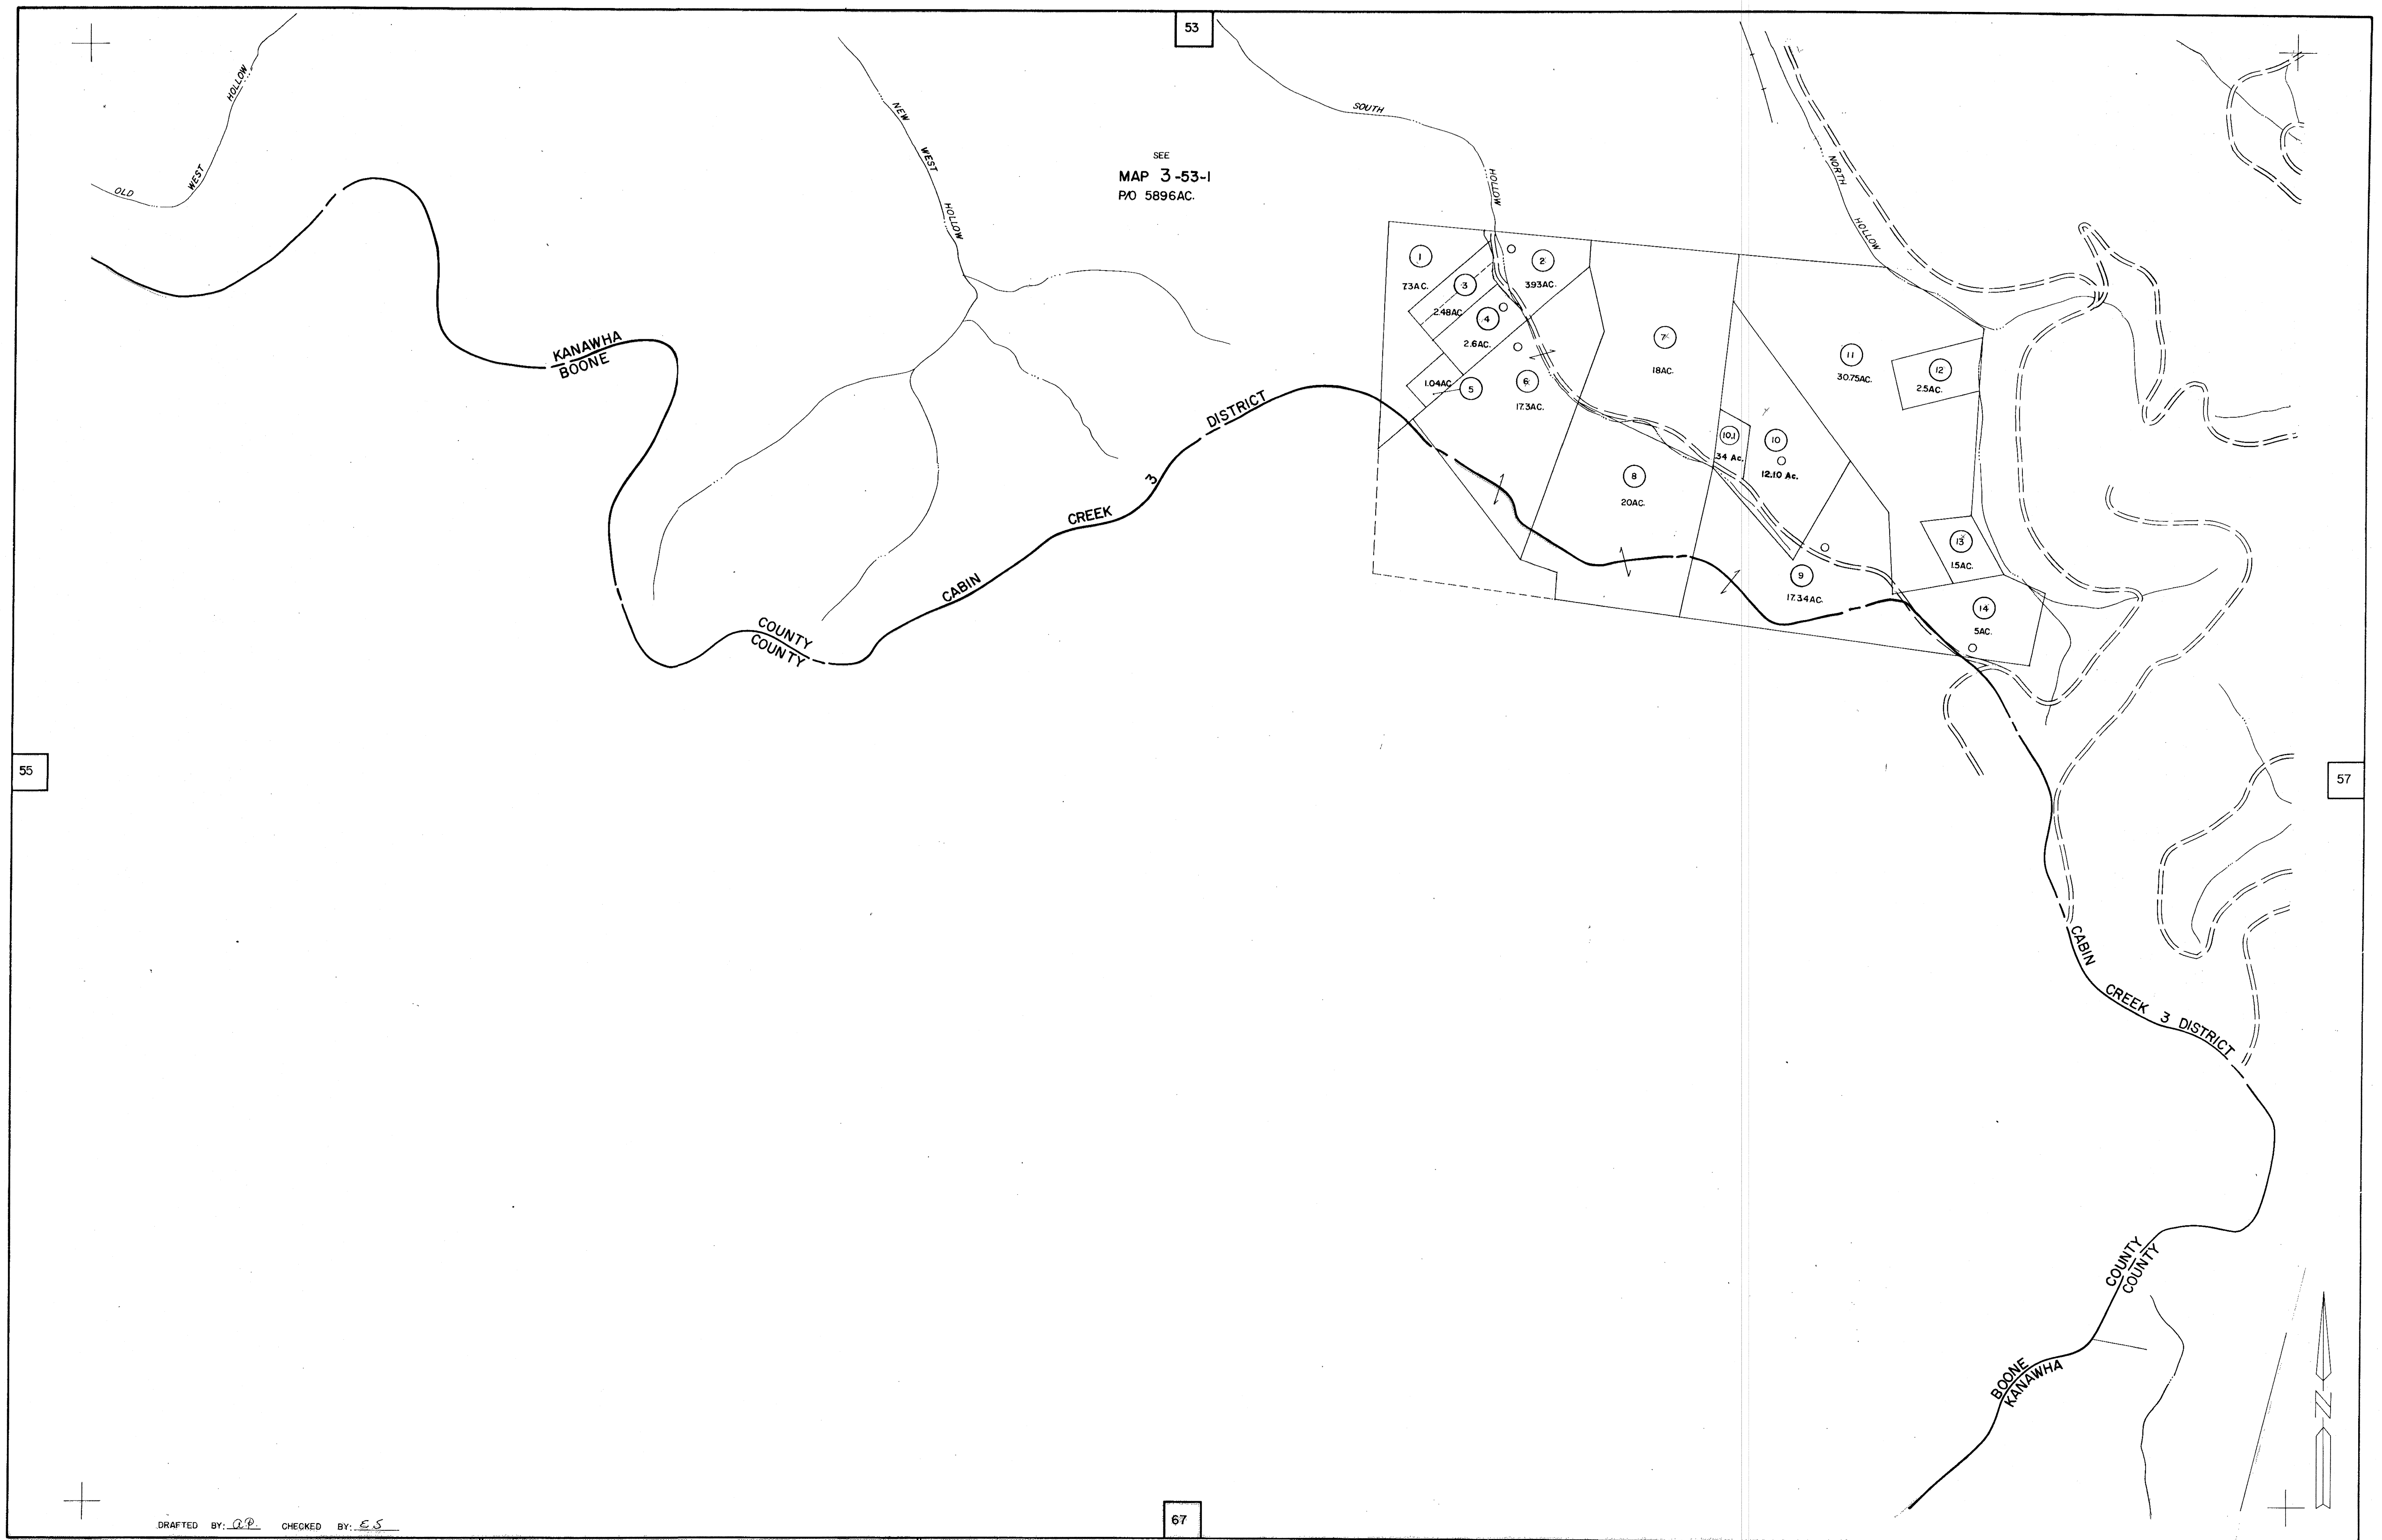 53
OLD WEST HOLLOW
NEW WEST HOLLOW
SEE
MAP 3-53-1
P/O 5896AC.
SOUTH HOLLOW
NORTH HOLLOW
1
7.3AC.
2
3.93AC.
3
2.48AC.
4
2.6AC.
5
1.04AC.
6
17.3AC.
7
18AC.
8
20AC.
9
17.34AC.
10
12.10 Ac.
10.1
.34 Ac.
11
30.75AC.
12
2.5AC.
13
1.5AC.
14
5AC.
KANAWHA
BOONE
COUNTY
COUNTY
CABIN CREEK 3 DISTRICT
55
57
CABIN CREEK 3 DISTRICT
COUNTY
COUNTY
BOONE
KANAWHA
N
DRAFTED BY: A.P. CHECKED BY: ES
67